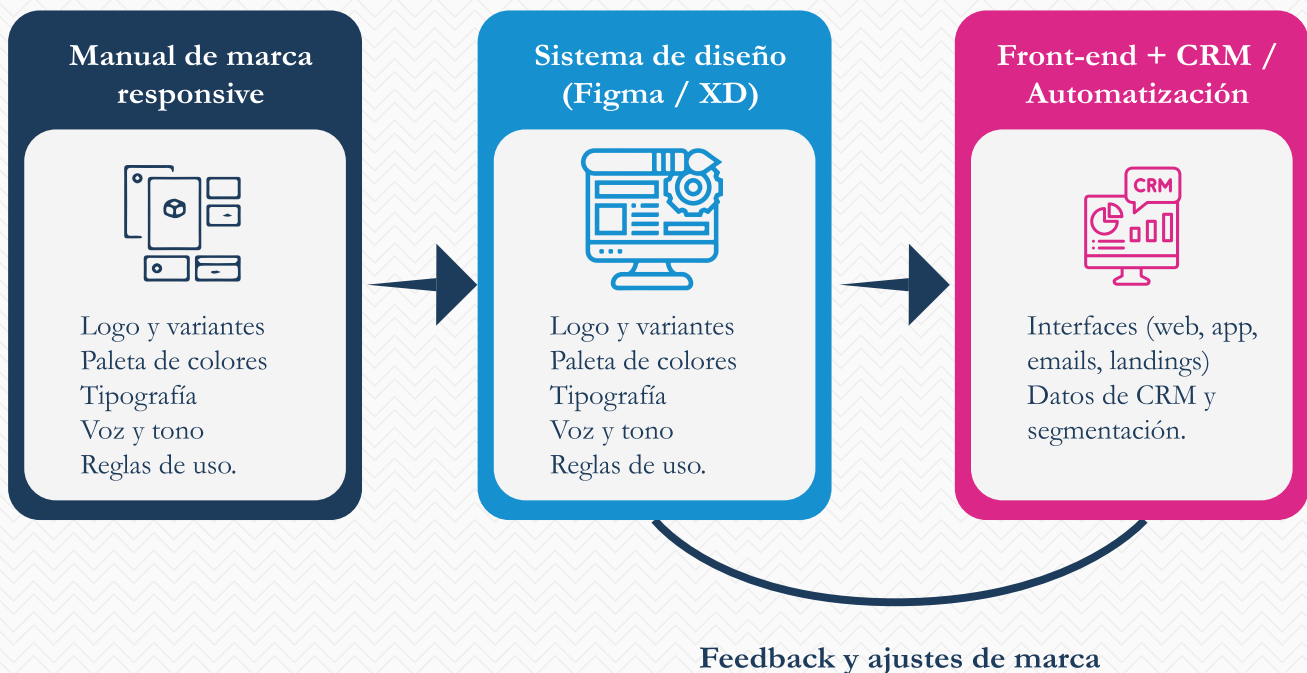 Manual de marca
responsive
Logo y variantes
Paleta de colores
Tipografía
Voz y tono
Reglas de uso.
Sistema de diseño
(Figma / XD)
Logo y variantes
Paleta de colores
Tipografía
Voz y tono
Reglas de uso.
Front-end + CRM /
Automatización
CRM
Interfaces (web, app,
emails, landings)
Datos de CRM y
segmentación.
Feedback y ajustes de marca